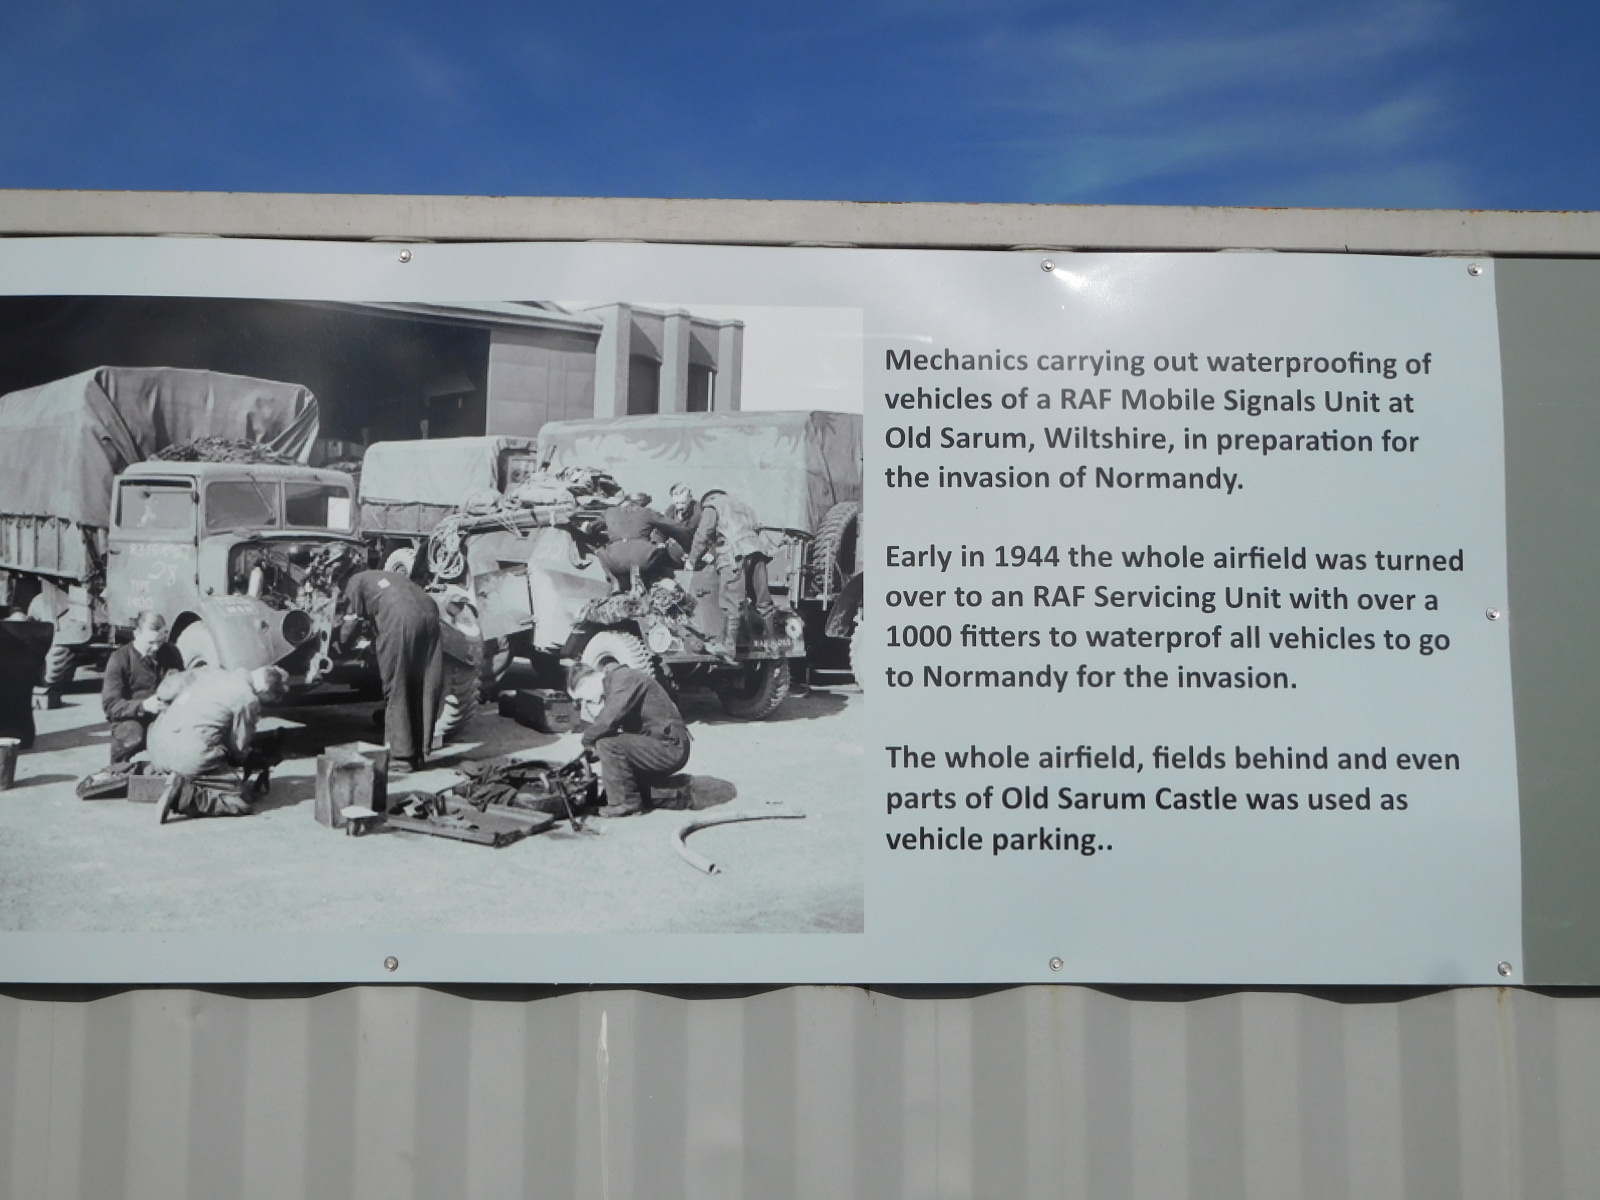 Mechanics carrying out waterproofing of
vehicles of a RAF Mobile Signals Unit at
Old Sarum, Wiltshire, in preparation for
the invasion of Normandy.
Early in 1944 the whole airfield was turned
over to an RAF Servicing Unit with over a
1000 fitters to waterprof all vehicles to go
to Normandy for the invasion.
The whole airfield, fields behind and even
parts of Old Sarum Castle was used as
vehicle parking..